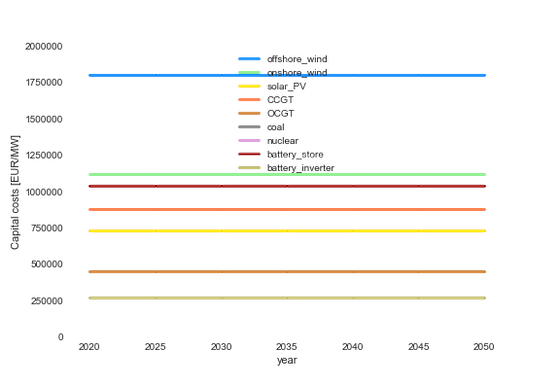 2000000
1750000
1500000
1250000
1000000
750000
500000
250000
0
Capital costs [EUR/MW]
offshore_wind
onshore_wind
solar_PV
CCGT
OCGT
coal
nuclear
battery_store
battery_inverter
2020 2025 2030 2035 2040 2045 2050
year